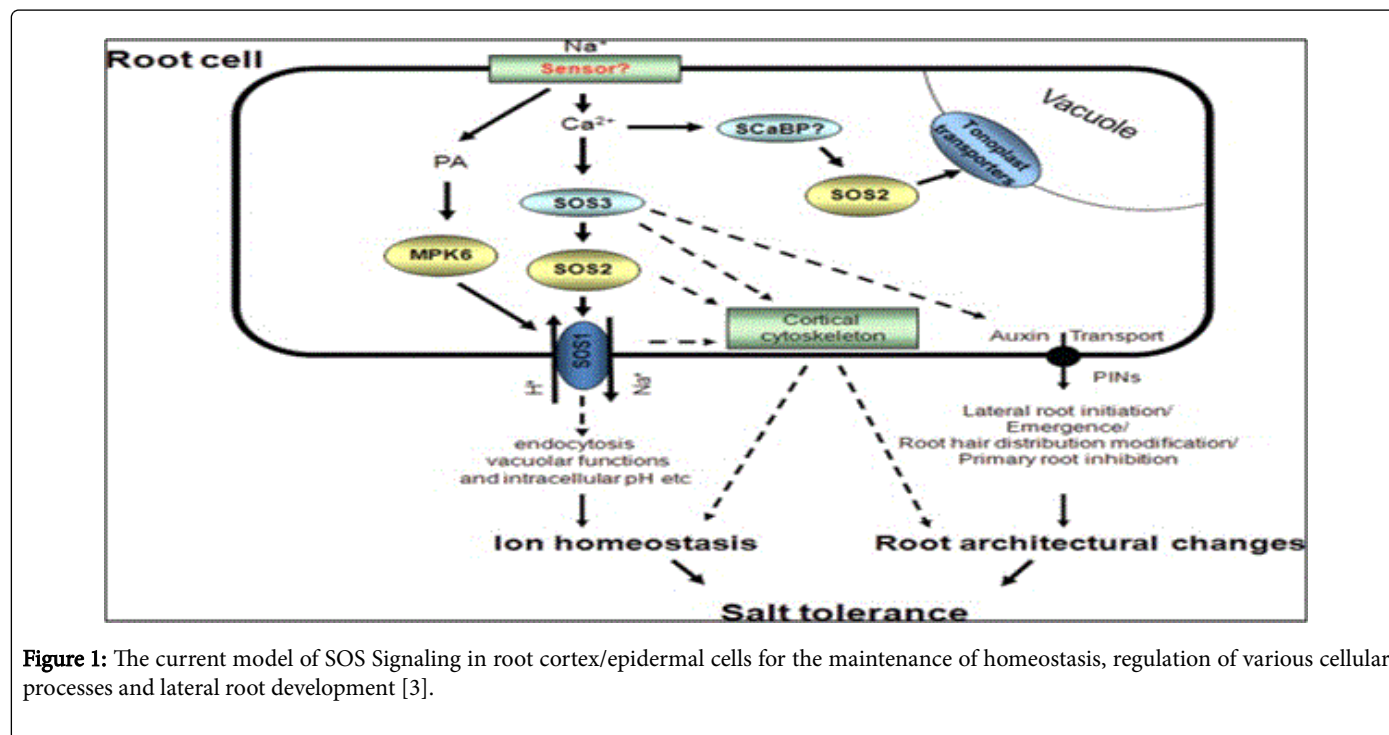 Root cell
Na⁺
Sensor?
Ca²⁺
SCaBP?
Vacuole
Tonoplast
transporters
PA
SOS3
SOS2
MPK6
SOS2
Cortical
cytoskeleton
Auxin Transport
SOS1
H⁺
Na⁺
PINs
endocytosis
vacuolar functions
and intracellular pH etc
Lateral root initiation/
Emergence/
Root hair distribution modification/
Primary root inhibition
Ion homeostasis
Root architectural changes
Salt tolerance
Figure 1: The current model of SOS Signaling in root cortex/epidermal cells for the maintenance of homeostasis, regulation of various cellular
processes and lateral root development [3].